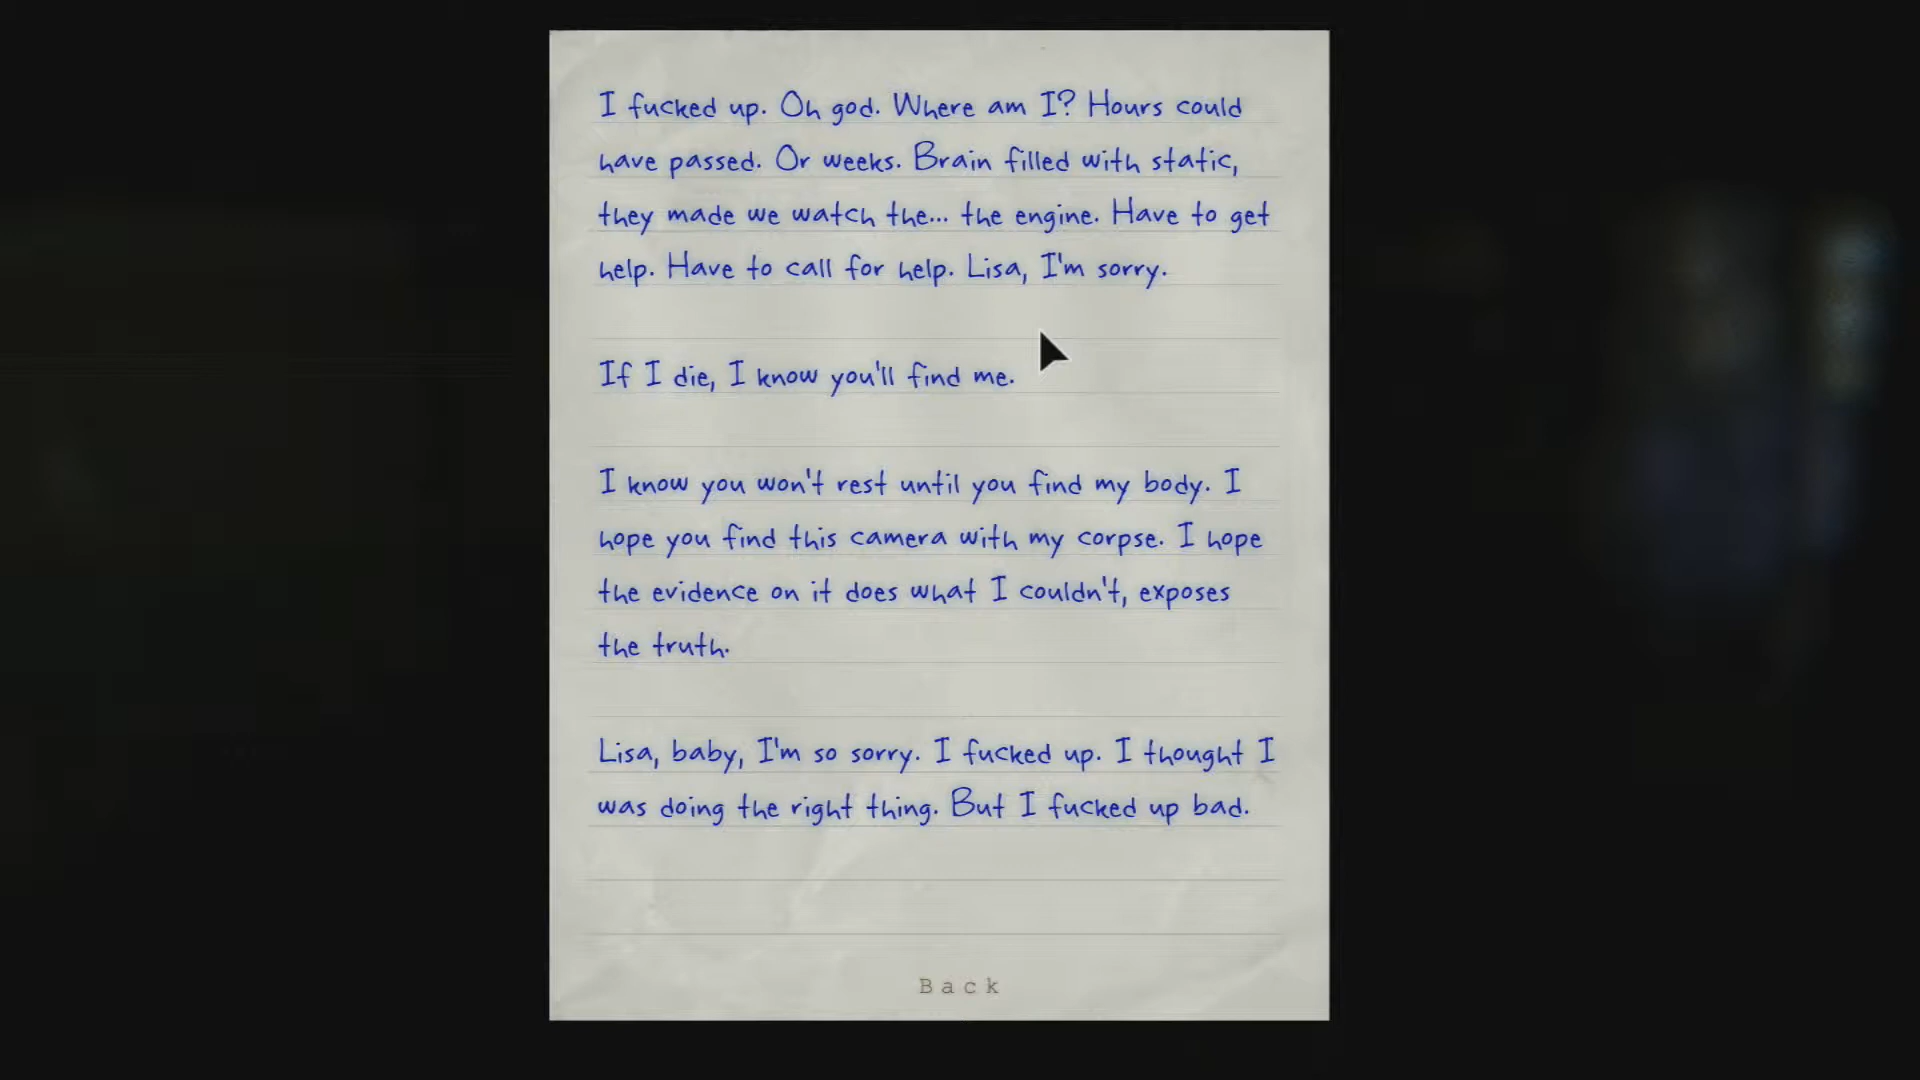 I fucked up. Oh god. Where am I? Hours could
have passed. Or weeks. Brain filled with static,
they made we watch the... the engine. Have to get
help. Have to call for help. Lisa, I'm sorry.
If I die, I know you'll find me.
I know you won't rest until you find my body. I
hope you find this camera with my corpse. I hope
the evidence on it does what I couldn't, exposes
the truth.
Lisa, baby, I'm so sorry. I fucked up. I thought I
was doing the right thing. But I fucked up bad.
Back